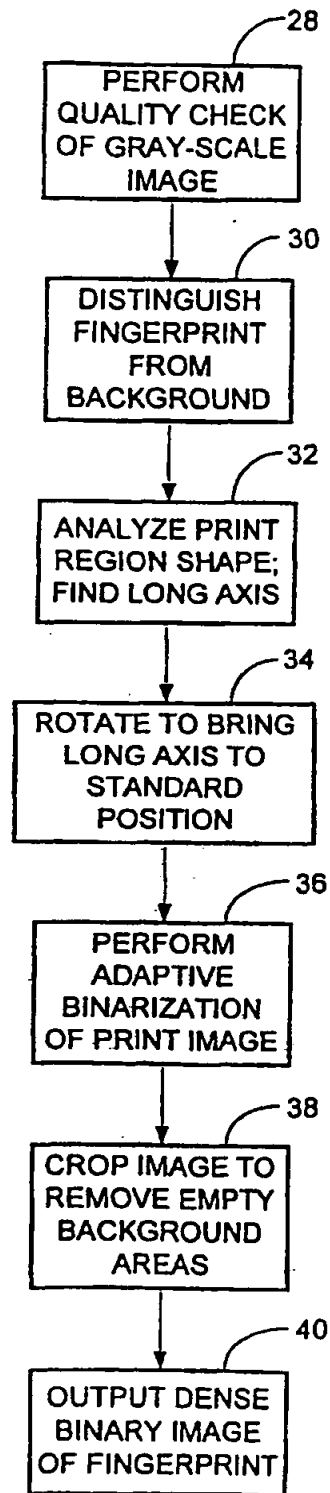 28
PERFORM
QUALITY CHECK
OF GRAY-SCALE
IMAGE
30
DISTINGUISH
FINGERPRINT
FROM
BACKGROUND
32
ANALYZE PRINT
REGION SHAPE;
FIND LONG AXIS
34
ROTATE TO BRING
LONG AXIS TO
STANDARD
POSITION
36
PERFORM
ADAPTIVE
BINARIZATION
OF PRINT IMAGE
38
CROP IMAGE TO
REMOVE EMPTY
BACKGROUND
AREAS
40
OUTPUT DENSE
BINARY IMAGE
OF FINGERPRINT